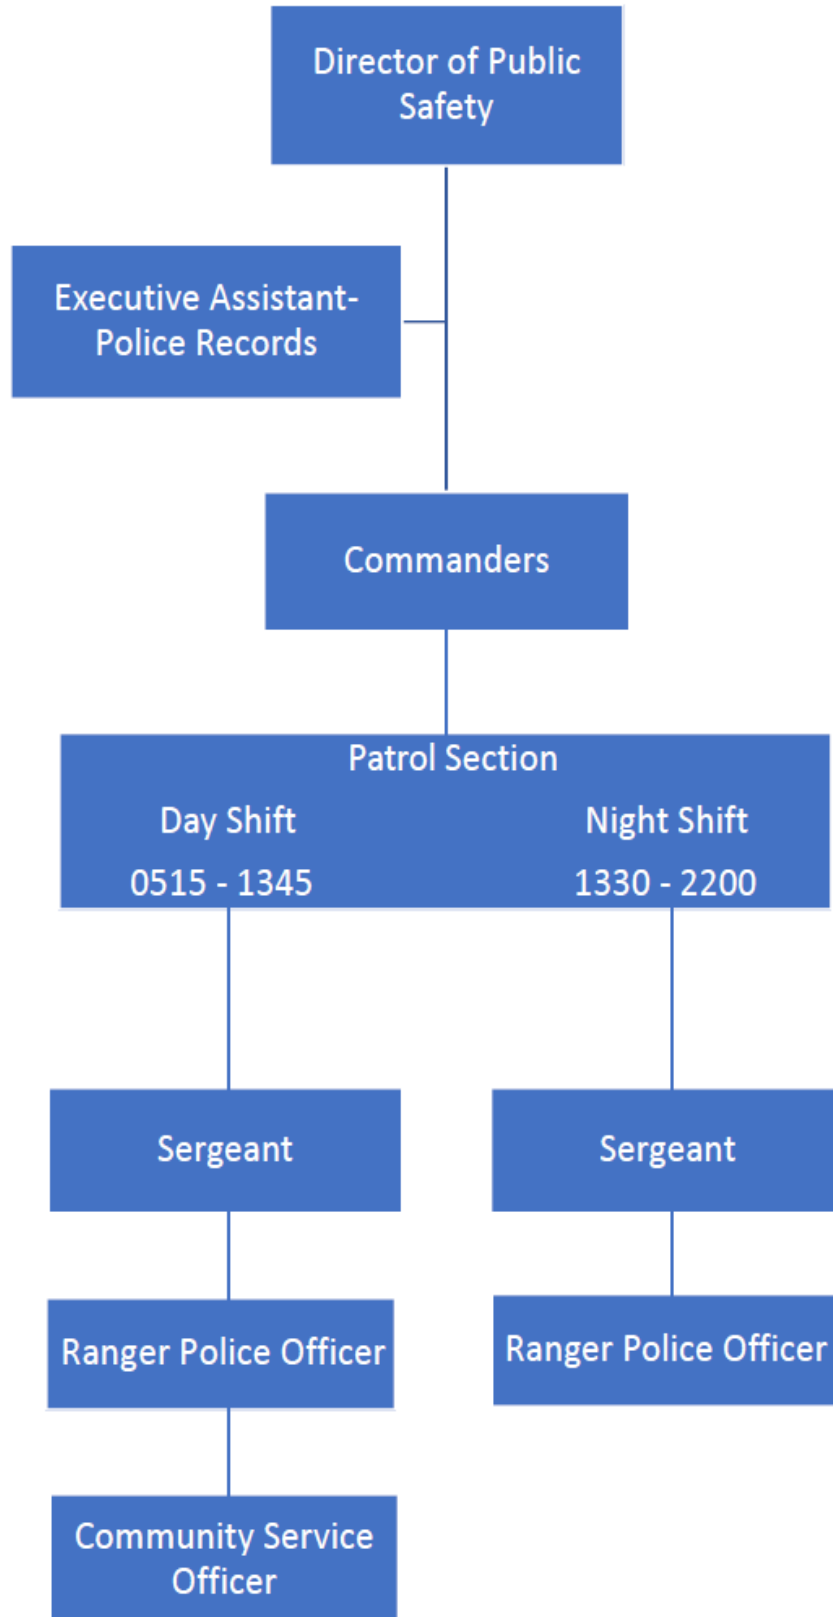 Director of Public
Safety
Executive Assistant-
Police Records
Commanders
Patrol Section
Day Shift
Night Shift
0515 - 1345
1330 - 2200
Sergeant
Sergeant
Ranger Police Officer
Ranger Police Officer
Community Service
Officer